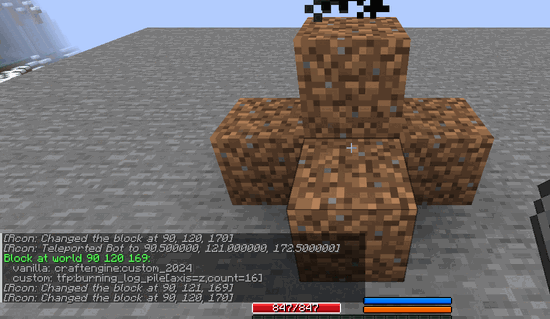 [Rcon: Changed the block at 90, 120, 170]
[Rcon: Teleported Bot to 90.500000, 121.000000, 172.500000]
Block at world 90 120 169:
vanilla: craftengine:custom_2024
custom: tfp:burning_log_pile[axis=z,count=16]
[Rcon: Changed the block at 90, 121, 169]
[Rcon: Changed the block at 90, 120, 170]
847/847